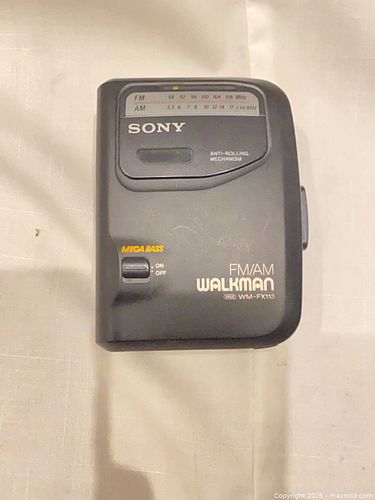 FM 88 92 96 100 104 108 MHz
AM 5.3 6 7 8 10 12 14 17 x100 kHz
SONY
ANTI-ROLLING
MECHANISM
MEGA BASS
ON
OFF
FM/AM
WALKMAN
WM-FX113
Copyright 2025 - maxsold.com